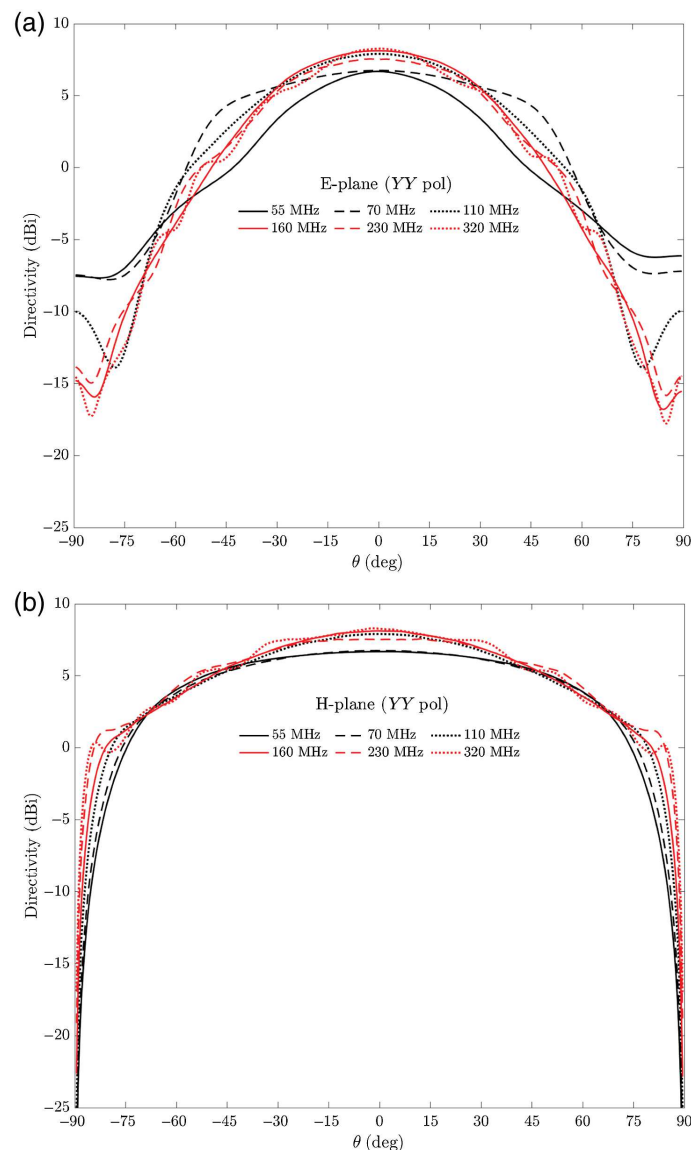 (a)
10
5
0
−5
−10
−15
−20
−25
Directivity (dBi)
E-plane (YY pol)
55 MHz 70 MHz 110 MHz
160 MHz 230 MHz 320 MHz
−90 −75 −60 −45 −30 −15 0 15 30 45 60 75 90
θ (deg)
(b)
10
5
0
−5
−10
−15
−20
−25
Directivity (dBi)
H-plane (YY pol)
55 MHz 70 MHz 110 MHz
160 MHz 230 MHz 320 MHz
−90 −75 −60 −45 −30 −15 0 15 30 45 60 75 90
θ (deg)